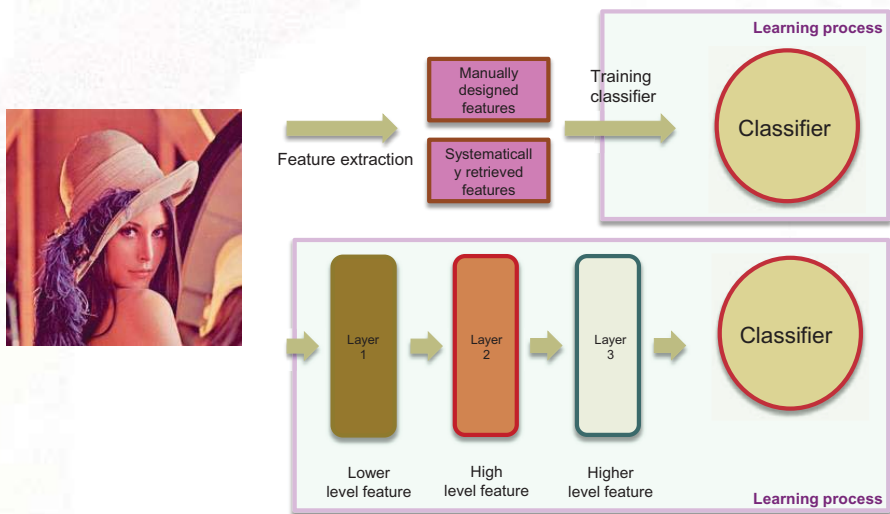 Learning process
Manually
designed
features
Training
classifier
Classifier
Feature extraction
Systematicall
y retrieved
features
Layer
1
Layer
2
Layer
3
Classifier
Lower
level feature
High
level feature
Higher
level feature
Learning process